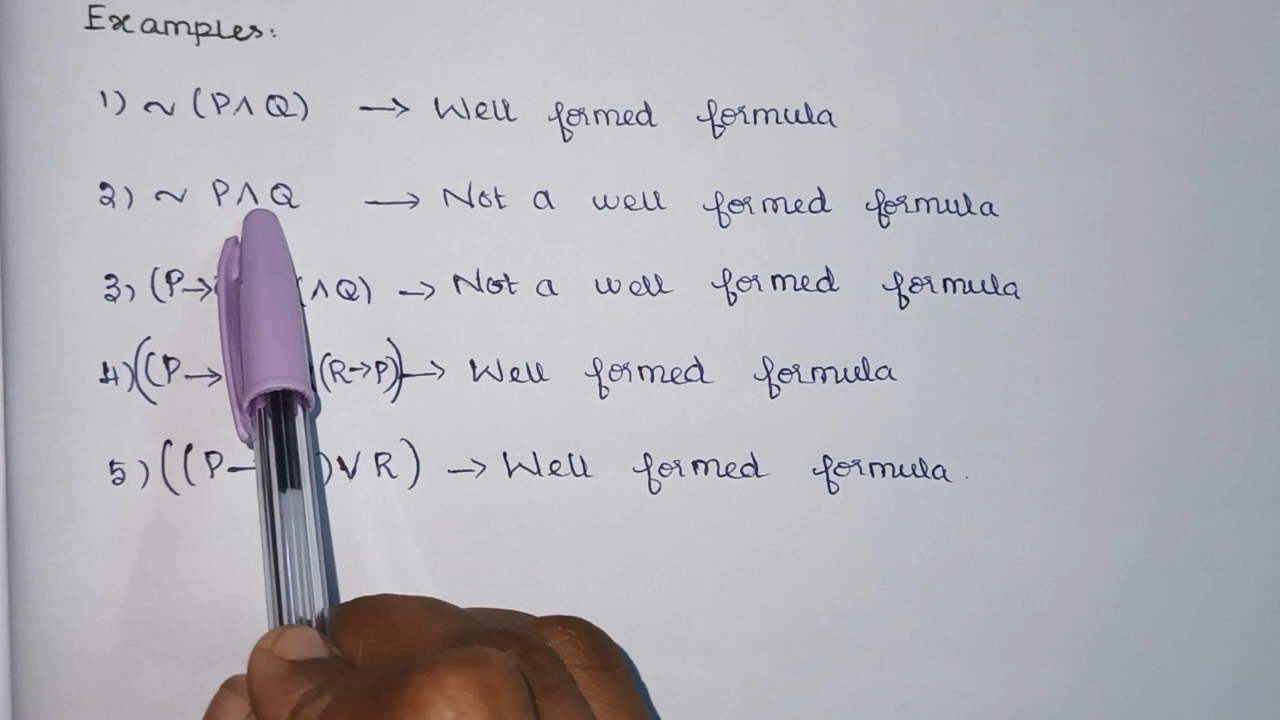 Examples:
1) ~ (P∧Q) → Well formed formula
2) ~ P∧Q → Not a well formed formula
3) (P→ ∧Q) → Not a well formed formula
4) ((P→ (R→P)) → Well formed formula
5) ((P– )∨R) → Well formed formula.